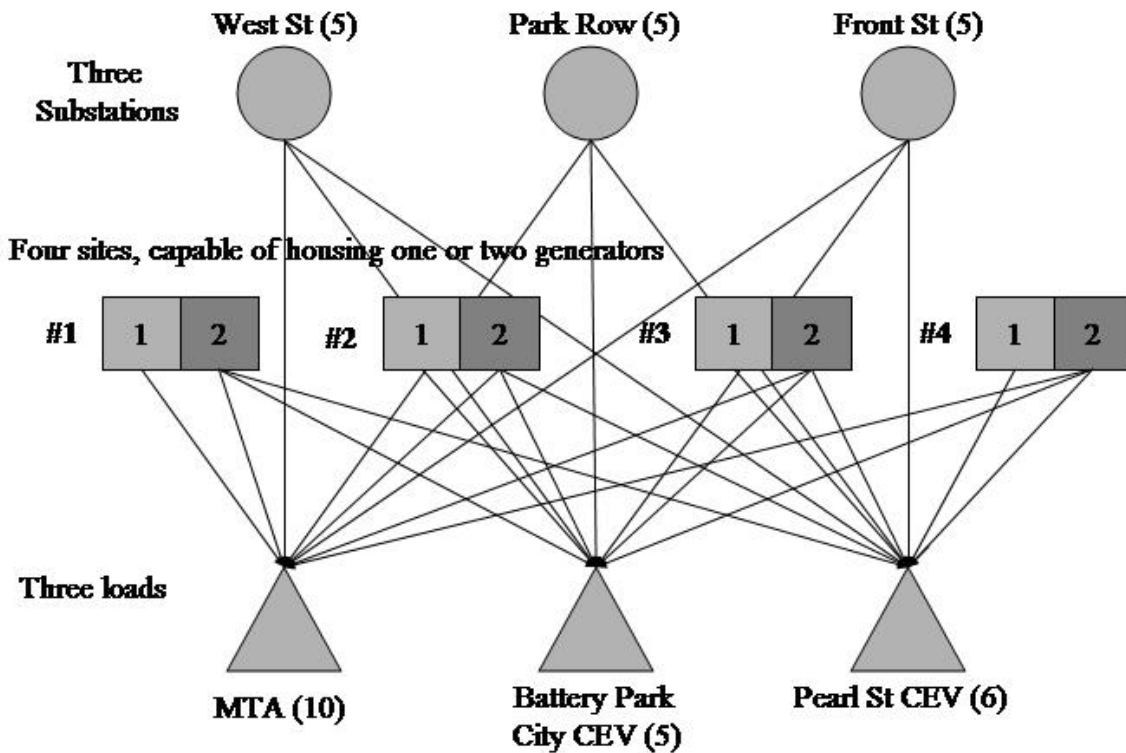 West St (5) Park Row (5) Front St (5)
Three
Substations
Four sites, capable of housing one or two generators
#1 1 2 #2 1 2 #3 1 2 #4 1 2
Three loads
MTA (10)
Battery Park
City CEV (5)
Pearl St CEV (6)